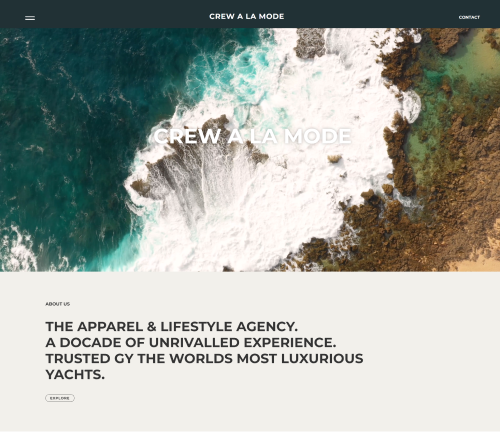 CREW A LA MODE
CONTACT
CREW A LA MODE
ABOUT US
THE APPAREL & LIFESTYLE AGENCY.
A DOCADE OF UNRIVALLED EXPERIENCE.
TRUSTED GY THE WORLDS MOST LUXURIOUS
YACHTS.
EXPLORE